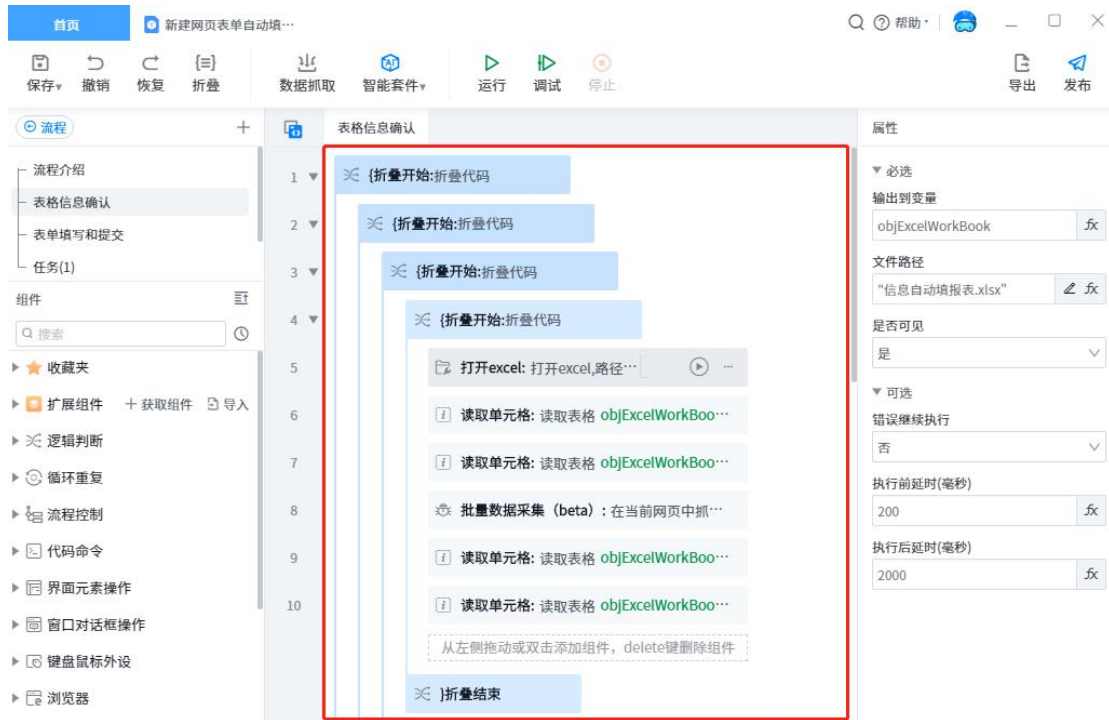 首页 新建网页表单自动填… 帮助
保存 撤销 恢复 折叠 数据抓取 智能套件 运行 调试 停止 导出 发布
流程 +
流程介绍
表格信息确认
表单填写和提交
任务(1)
组件
搜索
收藏夹
扩展组件 +获取组件 导入
逻辑判断
循环重复
流程控制
代码命令
界面元素操作
窗口对话框操作
键盘鼠标外设
浏览器
表格信息确认
1 {折叠开始:折叠代码
2 {折叠开始:折叠代码
3 {折叠开始:折叠代码
4 {折叠开始:折叠代码
5 打开excel: 打开excel,路径…
6 读取单元格: 读取表格 objExcelWorkBoo…
7 读取单元格: 读取表格 objExcelWorkBoo…
8 批量数据采集（beta）: 在当前网页中抓…
9 读取单元格: 读取表格 objExcelWorkBoo…
10 读取单元格: 读取表格 objExcelWorkBoo…
从左侧拖动或双击添加组件，delete键删除组件
}折叠结束
属性
必选
输出到变量
objExcelWorkBook fx
文件路径
"信息自动填报表.xlsx" fx
是否可见
是
可选
错误继续执行
否
执行前延时(毫秒)
200 fx
执行后延时(毫秒)
2000 fx